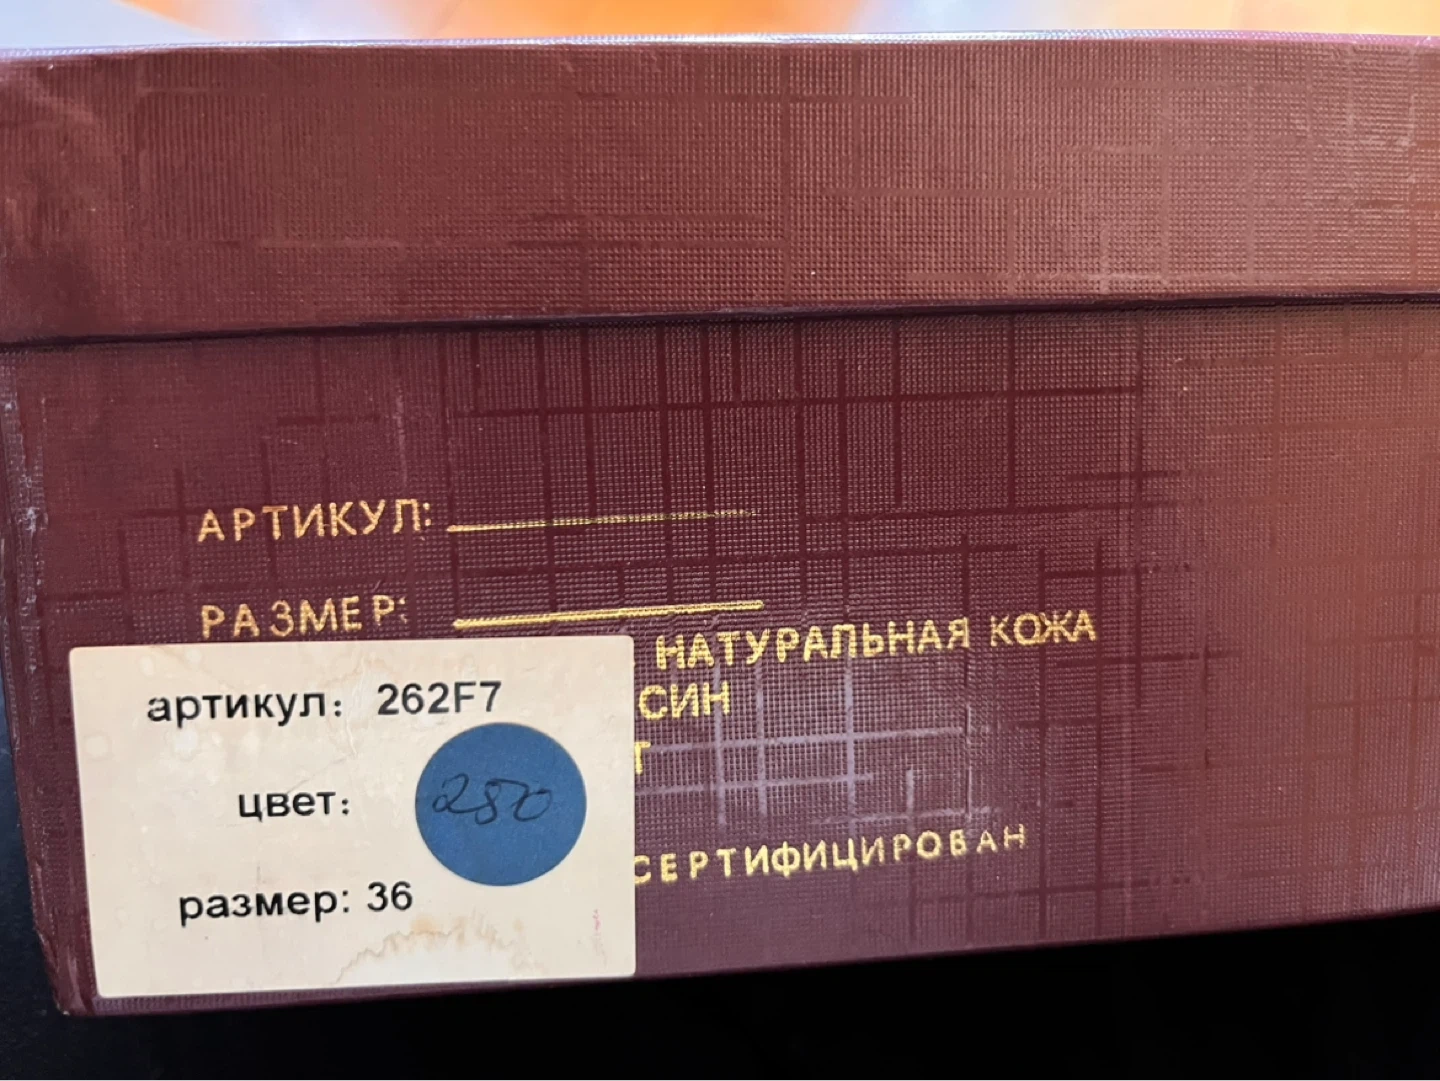 АРТИКУЛ:
РАЗМЕР:
НАТУРАЛЬНАЯ КОЖА
СИН
Т
СЕРТИФИЦИРОВАН
артикул: 262F7
цвет:
280
размер: 36